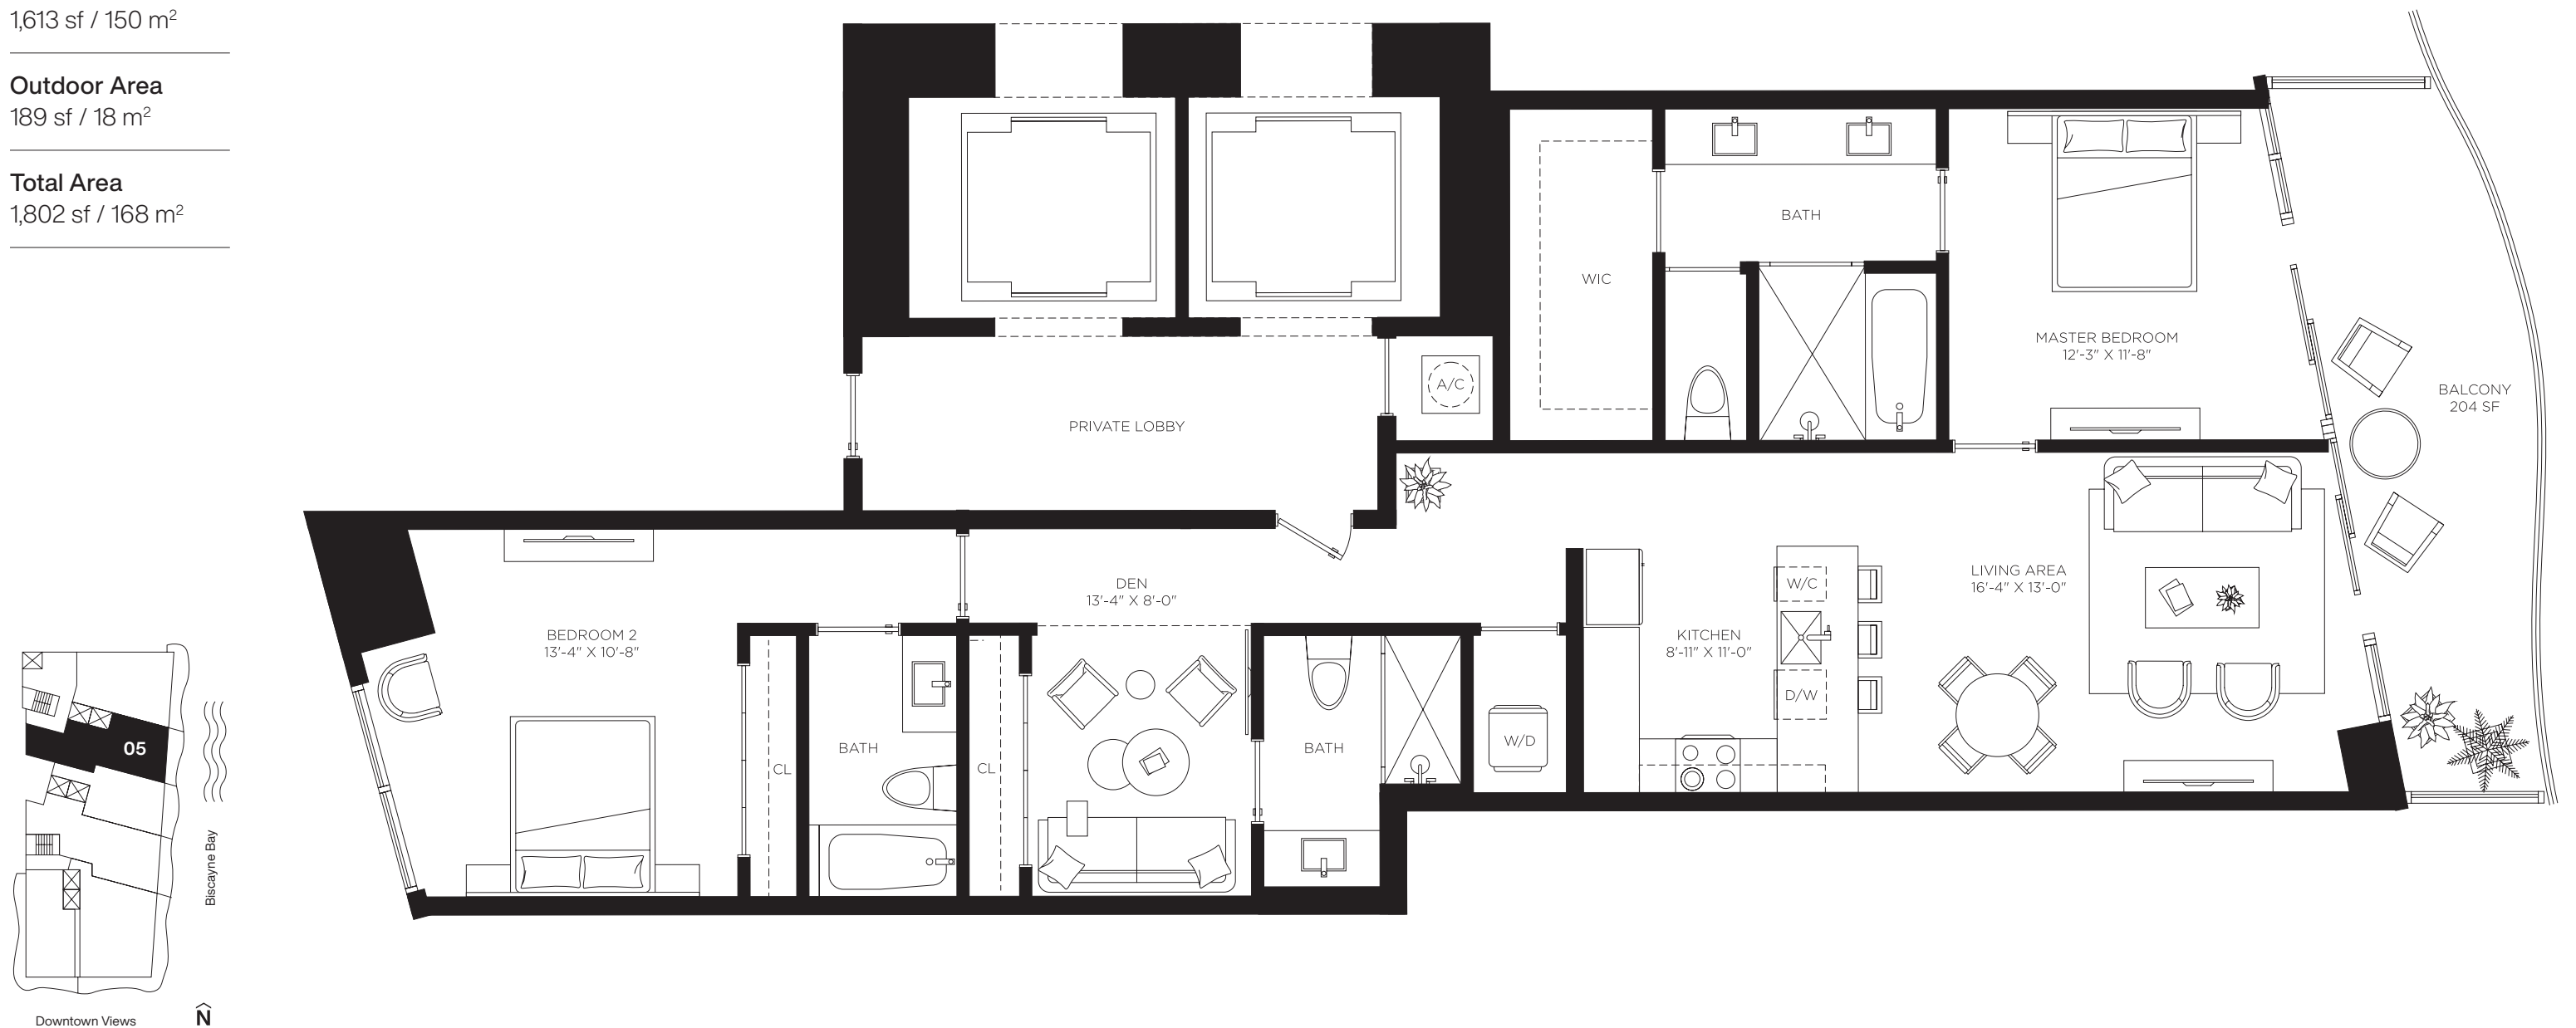 1,613 sf / 150 m²
Outdoor Area
189 sf / 18 m²
Total Area
1,802 sf / 168 m²
BATH
WIC
MASTER BEDROOM
12'-3" X 11'-8"
A/C
BALCONY
204 SF
PRIVATE LOBBY
DEN
13'-4" X 8'-0"
W/C
LIVING AREA
16'-4" X 13'-0"
BEDROOM 2
13'-4" X 10'-8"
KITCHEN
8'-11" X 11'-0"
D/W
BATH
CL
CL
BATH
W/D
05
Biscayne Bay
Downtown Views
N